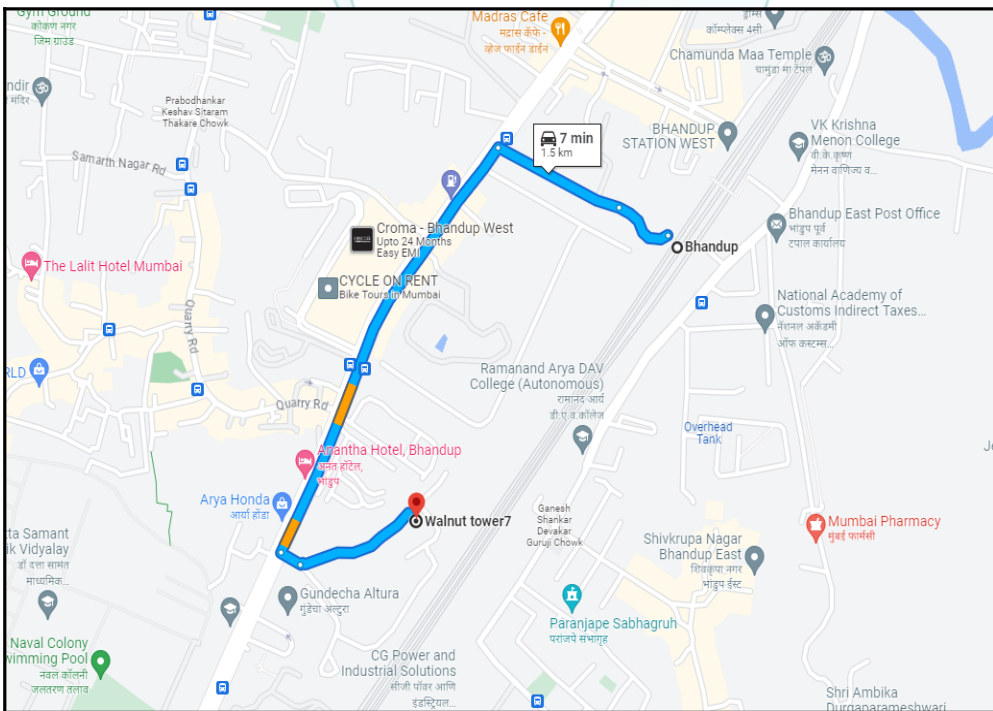 Gym Ground
कोकण नगर
जिम ग्राउंड
Madras Cafe
मद्रास कॅफे -
व्हेज फाईन डाईन
कॉम्प्लेक्स 4सी
Chamunda Maa Temple
चामुंडा मा टेंपल
ndir
मंदिर
Prabodhankar
Keshav Sitaram
Thakare Chowk
7 min
1.5 km
BHANDUP
STATION WEST
VK Krishna
Menon College
वी.के.कृष्ण
मेनन वाणिज्य व...
Samarth Nagar Rd
Bhandup East Post Office
भांडुप पूर्व
टपाल कार्यालय
Croma - Bhandup West
Upto 24 Months
Easy EMI
Bhandup
The Lalit Hotel Mumbai
CYCLE ON RENT
Bike Tours in Mumbai
National Academy of
Customs Indirect Taxes...
नॅशनल अकॅडमी
ऑफ कस्टम्स...
Quarry Rd
RLD
Ramanand Arya DAV
College (Autonomous)
रामानंद आर्य
डी.ए.व कॉलेज
Quarry Rd
Overhead
Tank
Anantha Hotel, Bhandup
अनंत हॉटेल,
भांडुप
Arya Honda
आर्या होंडा
Walnut tower7
Ganesh
Shankar
Devakar
Guruji Chowk
Mumbai Pharmacy
मुंबई फार्मसी
tta Samant
ik Vidyalay
डॉ दत्ता सामंत
माध्यमिक...
Shivkrupa Nagar
Bhandup East
शिवकृपा नगर
भांडुप ईस्ट
Gundecha Altura
गुंडेचा अल्टुरा
Paranjape Sabhagruh
परांजपे सभागृह
Naval Colony
wimming Pool
नवल कॉलनी
जलतरण तलाव
CG Power and
Industrial Solutions
सीजी पॉवर आणि
इंडस्ट्रियल...
Shri Ambika
Durgaparameshwari